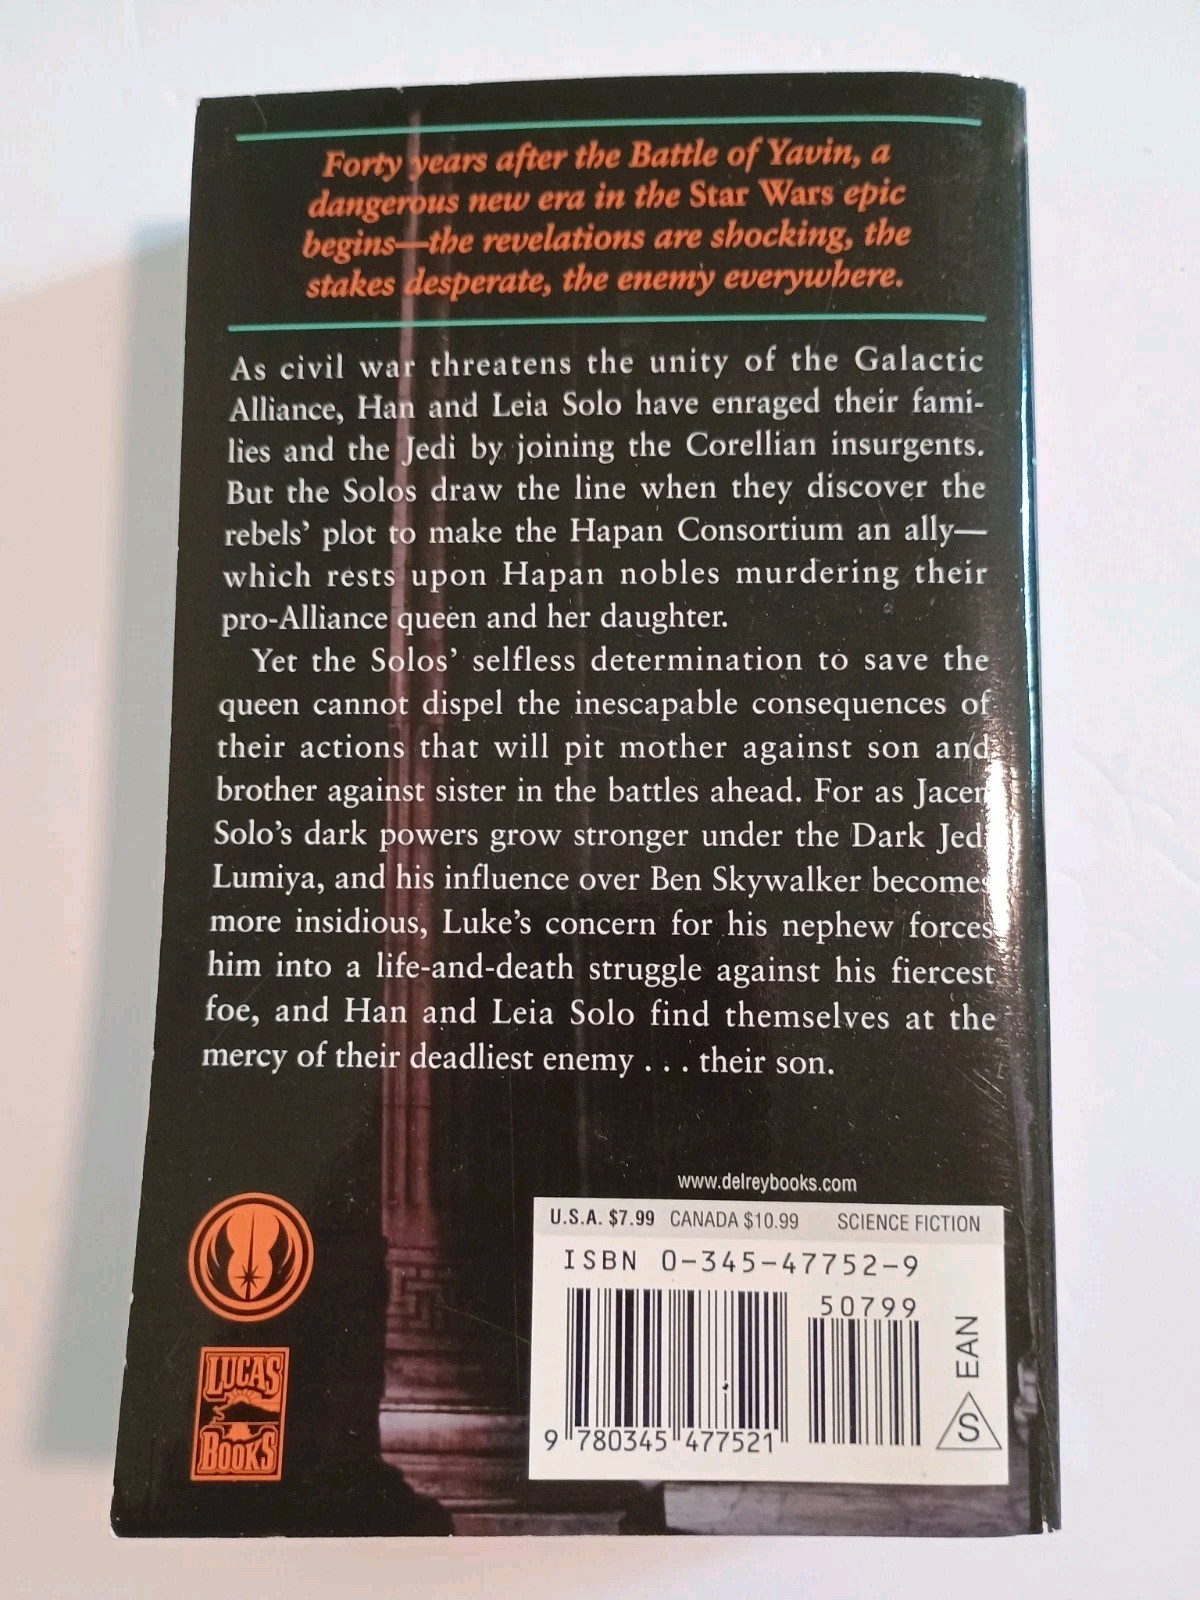 Forty years after the Battle of Yavin, a
dangerous new era in the Star Wars epic
begins—the revelations are shocking, the
stakes desperate, the enemy everywhere.
As civil war threatens the unity of the Galactic
Alliance, Han and Leia Solo have enraged their fami-
lies and the Jedi by joining the Corellian insurgents.
But the Solos draw the line when they discover the
rebels' plot to make the Hapan Consortium an ally—
which rests upon Hapan nobles murdering their
pro-Alliance queen and her daughter.
Yet the Solos' selfless determination to save the
queen cannot dispel the inescapable consequences of
their actions that will pit mother against son and
brother against sister in the battles ahead. For as Jacen
Solo's dark powers grow stronger under the Dark Jedi
Lumiya, and his influence over Ben Skywalker becomes
more insidious, Luke's concern for his nephew forces
him into a life-and-death struggle against his fiercest
foe, and Han and Leia Solo find themselves at the
mercy of their deadliest enemy . . . their son.
www.delreybooks.com
U.S.A. $7.99 CANADA $10.99 SCIENCE FICTION
ISBN 0-345-47752-9
50799
EAN
S
9 780345 477521
LUCAS
BOOKS